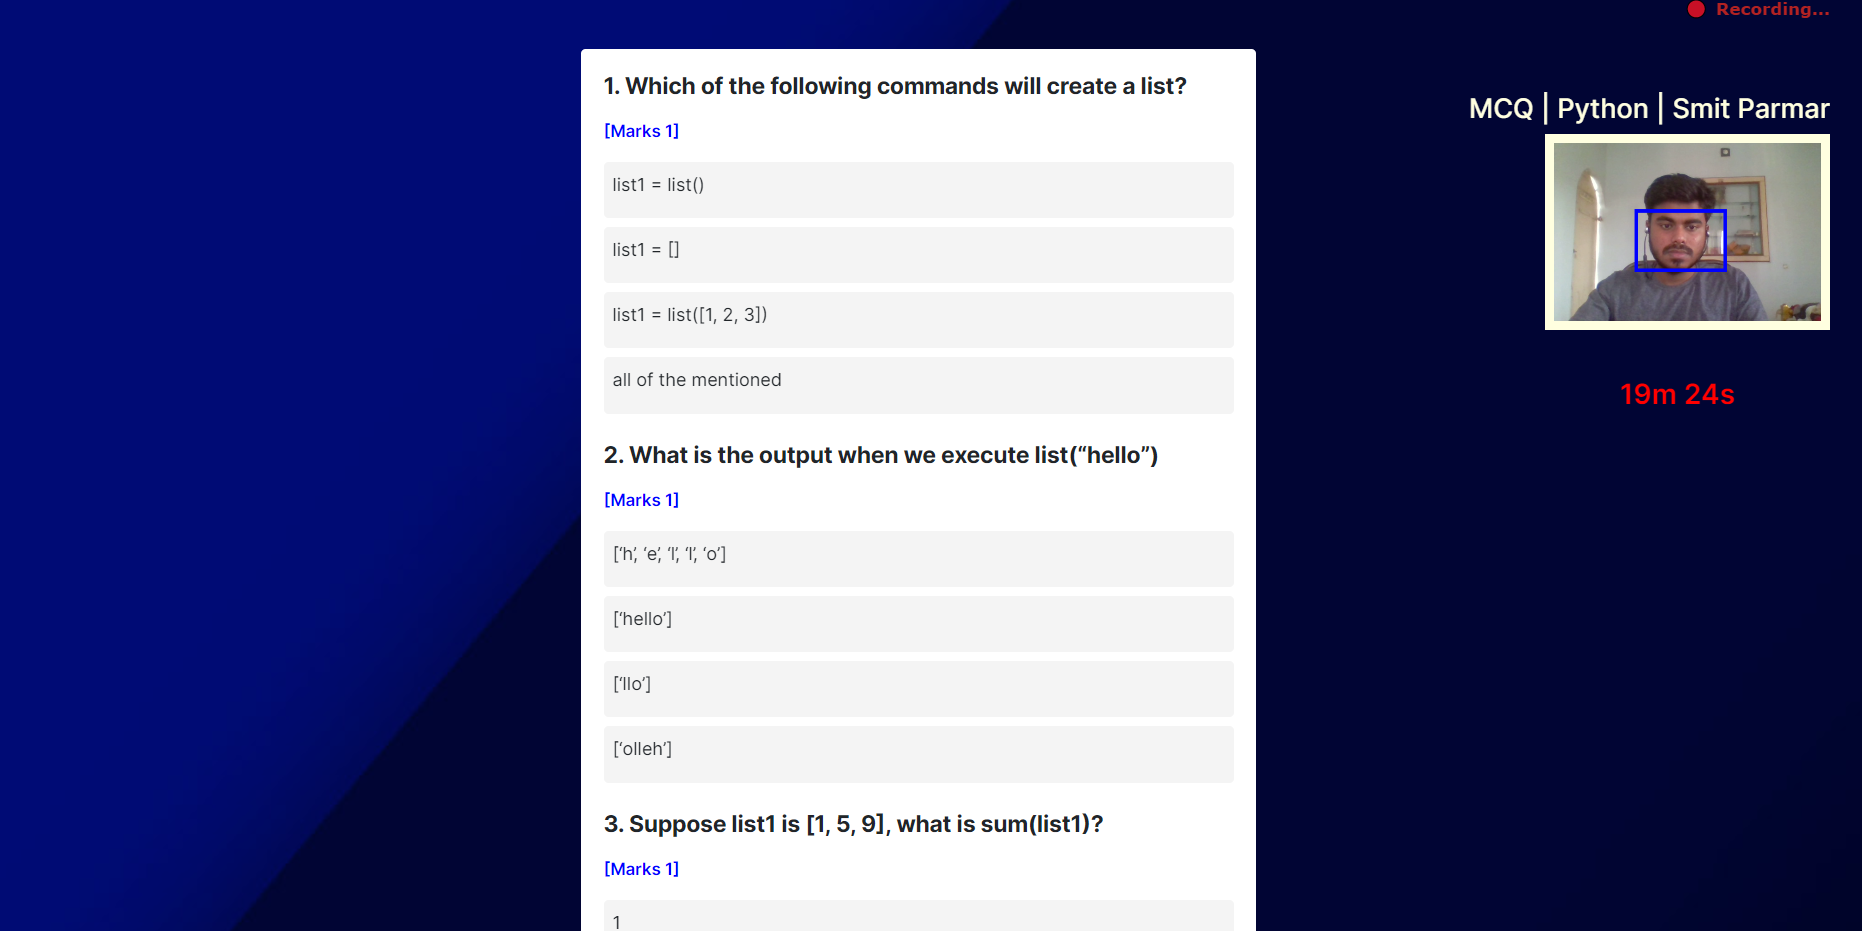 Recording...
MCQ | Python | Smit Parmar
19m 24s
1. Which of the following commands will create a list?
[Marks 1]
list1 = list()
list1 = []
list1 = list([1, 2, 3])
all of the mentioned
2. What is the output when we execute list(“hello”)
[Marks 1]
[‘h’, ‘e’, ‘l’, ‘l’, ‘o’]
[‘hello’]
[‘llo’]
[‘olleh’]
3. Suppose list1 is [1, 5, 9], what is sum(list1)?
[Marks 1]
1